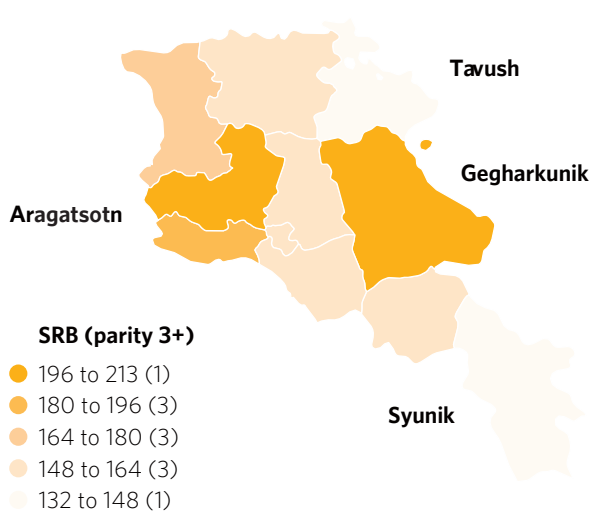 Tavush
Gegharkunik
Aragatsotn
SRB (parity 3+)
196 to 213 (1)
180 to 196 (3)
164 to 180 (3)
148 to 164 (3)
132 to 148 (1)
Syunik